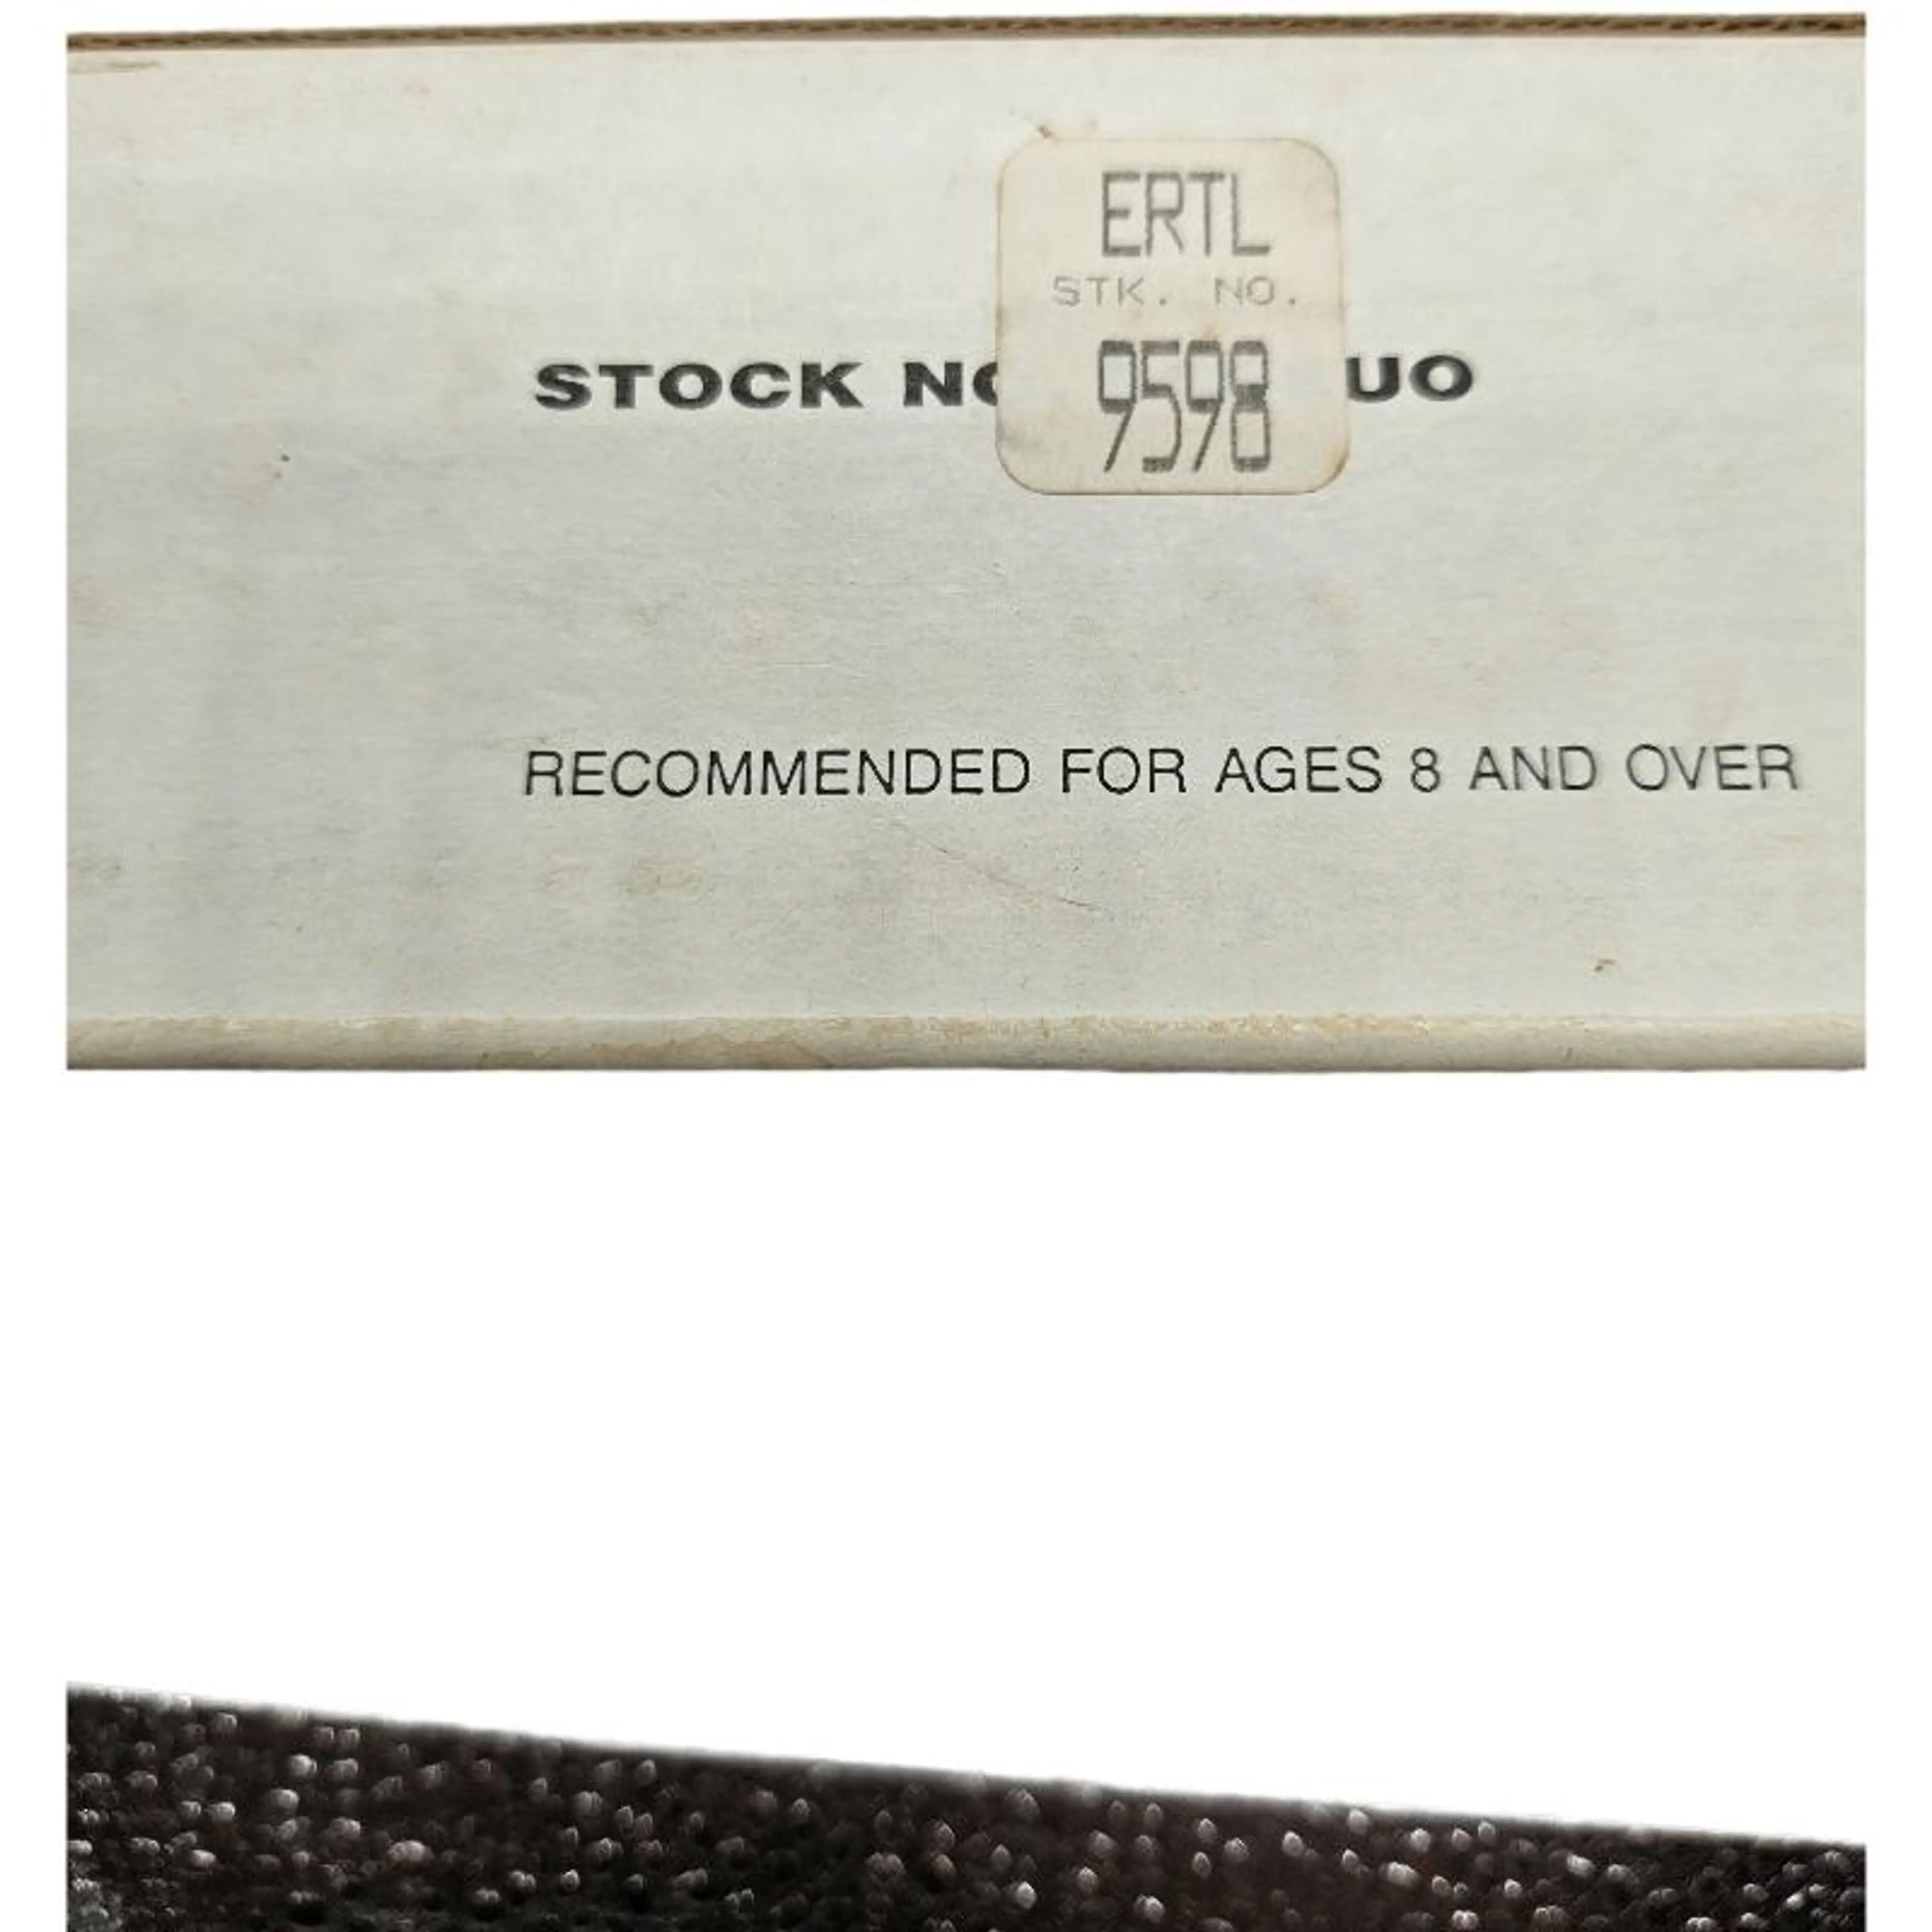 ERTL
STK. NO.
9598
STOCK NO UO
RECOMMENDED FOR AGES 8 AND OVER